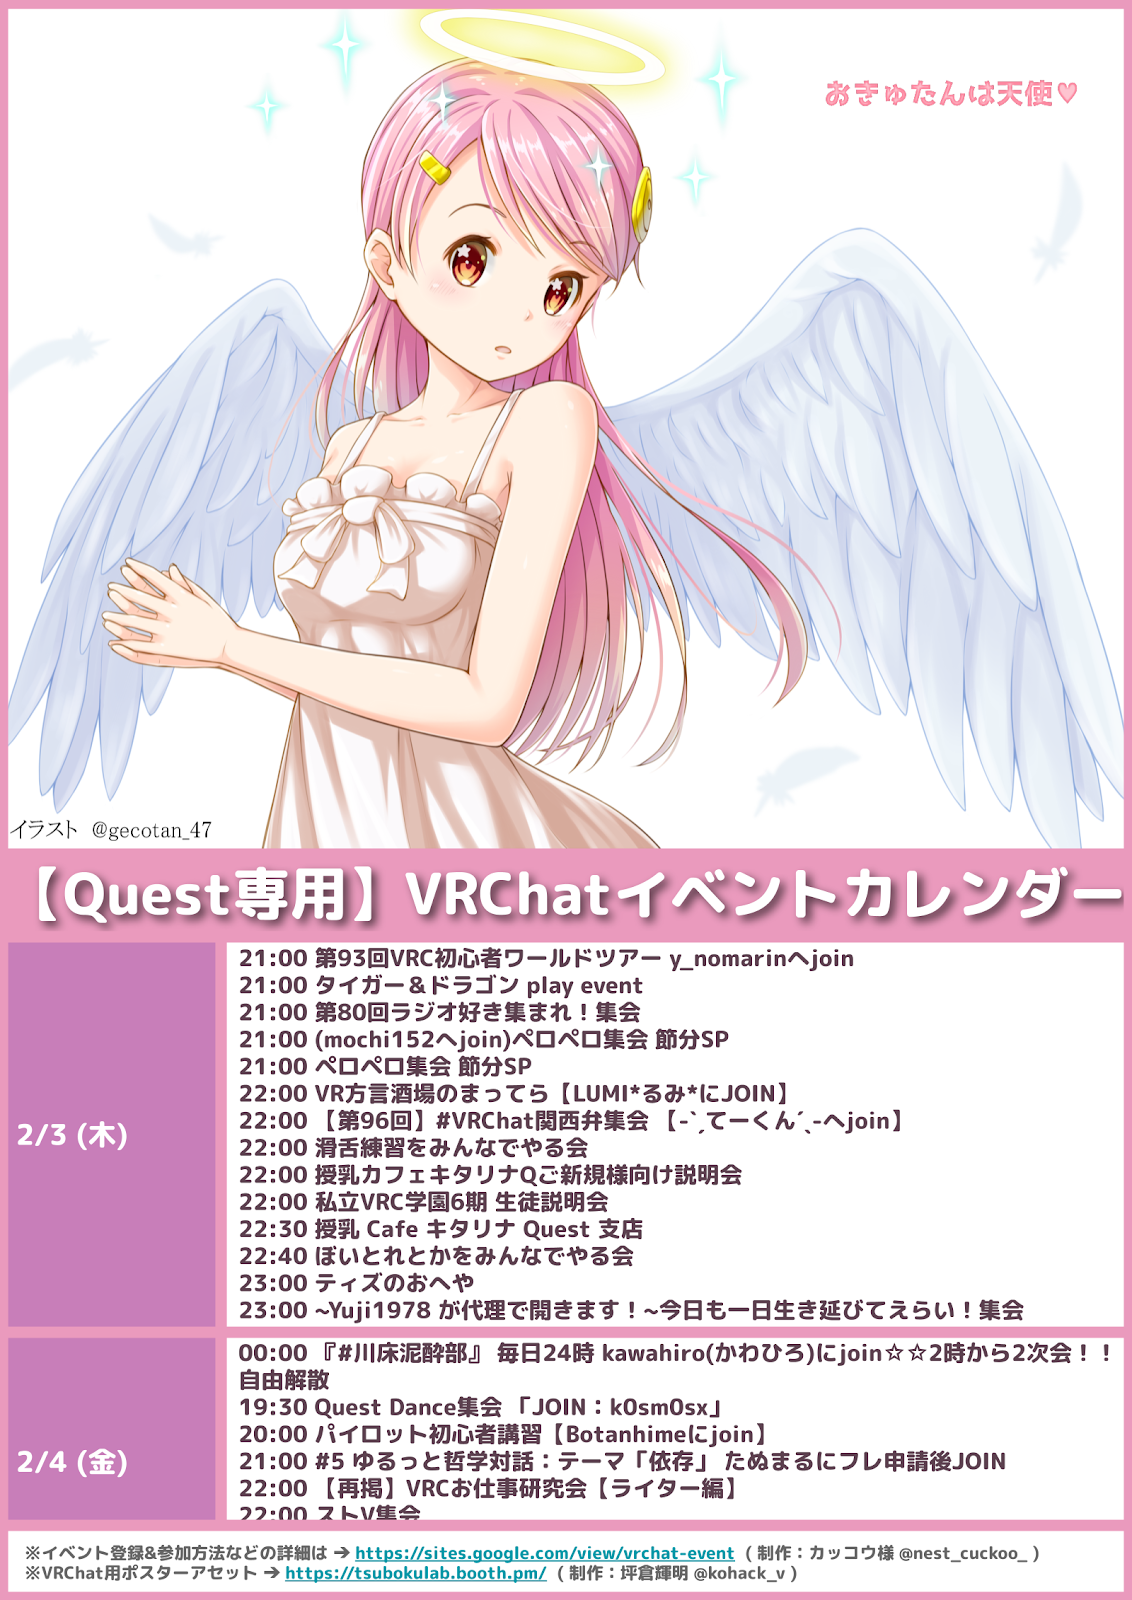 おきゅたんは天使♡
イラスト @gecotan_47
【Quest専用】VRChatイベントカレンダー
2/3 (木)
21:00 第93回VRC初心者ワールドツアー y_nomarinへjoin
21:00 タイガー＆ドラゴン play event
21:00 第80回ラジオ好き集まれ！集会
21:00 (mochi152へjoin)ペロペロ集会 節分SP
21:00 ペロペロ集会 節分SP
22:00 VR方言酒場のまってら【LUMI*るみ*にJOIN】
22:00 【第96回】#VRChat関西弁集会 【-`ˏてーくん´ˎ-へjoin】
22:00 滑舌練習をみんなでやる会
22:00 授乳カフェキタリナQご新規様向け説明会
22:00 私立VRC学園6期 生徒説明会
22:30 授乳 Cafe キタリナ Quest 支店
22:40 ぼいとれとかをみんなでやる会
23:00 ティズのおへや
23:00 ~Yuji1978 が代理で開きます！~今日も一日生き延びてえらい！集会
2/4 (金)
00:00 『#川床泥酔部』 毎日24時 kawahiro(かわひろ)にjoin☆☆2時から2次会！！
自由解散
19:30 Quest Dance集会 「JOIN：k0sm0sx」
20:00 パイロット初心者講習【Botanhimeにjoin】
21:00 #5 ゆるっと哲学対話：テーマ「依存」 たぬまるにフレ申請後JOIN
22:00 【再掲】VRCお仕事研究会【ライター編】
22:00 ストV集会
※イベント登録&参加方法などの詳細は → https://sites.google.com/view/vrchat-event （ 制作：カッコウ様 @nest_cuckoo_ ）
※VRChat用ポスターアセット → https://tsubokulab.booth.pm/ （ 制作：坪倉輝明 @kohack_v ）